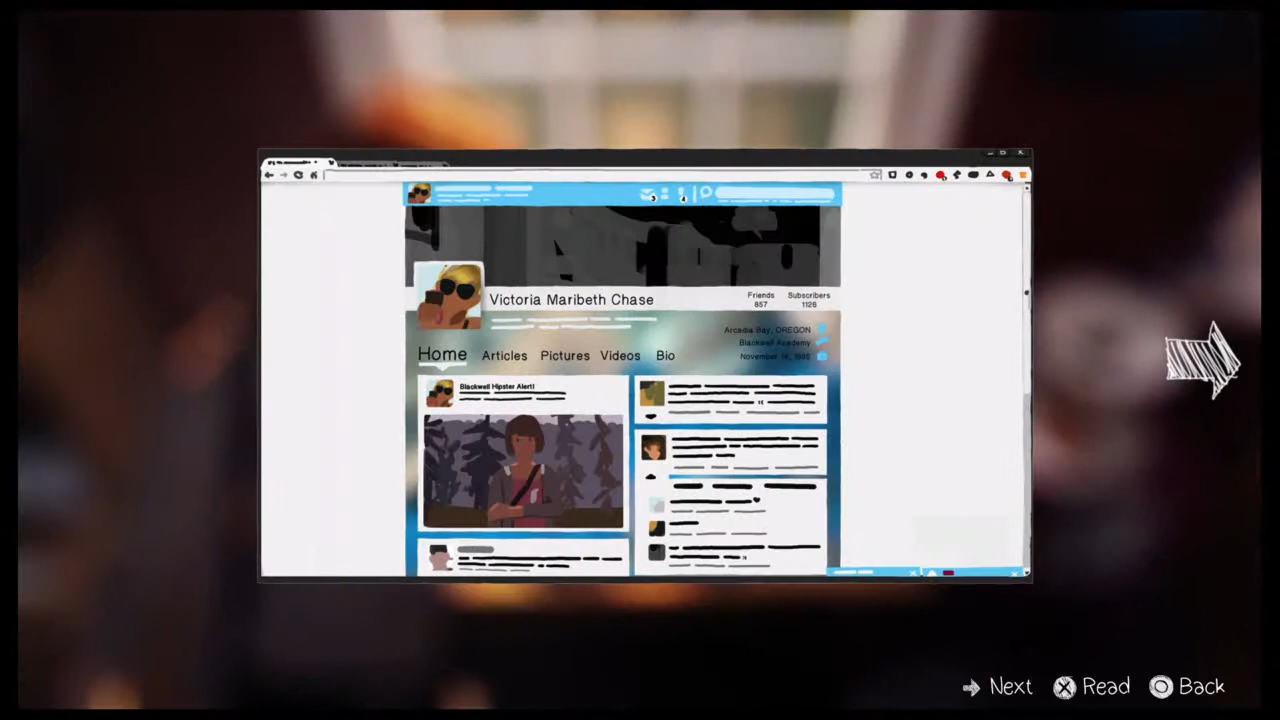 Victoria Maribeth Chase
Friends
857
Subscribers
1126
Arcadia Bay, OREGON
Blackwell Academy
November
Home
Articles
Pictures
Videos
Bio
Blackwell Hipster Alert!
Next
Read
Back